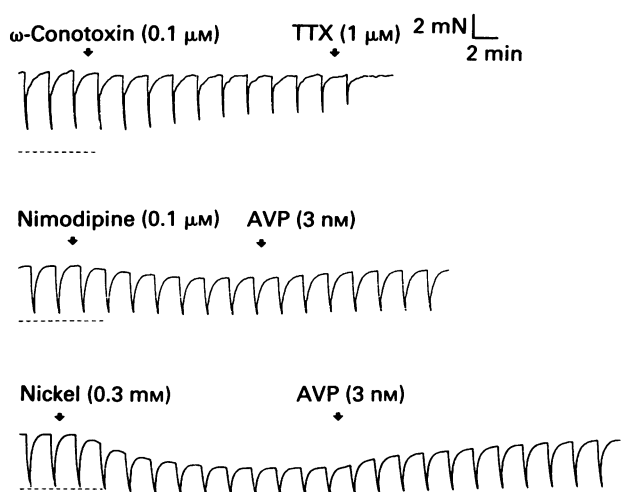 ω-Conotoxin (0.1 μM) TTX (1 μM) 2 mN
2 min
Nimodipine (0.1 μM) AVP (3 nM)
Nickel (0.3 mM) AVP (3 nM)